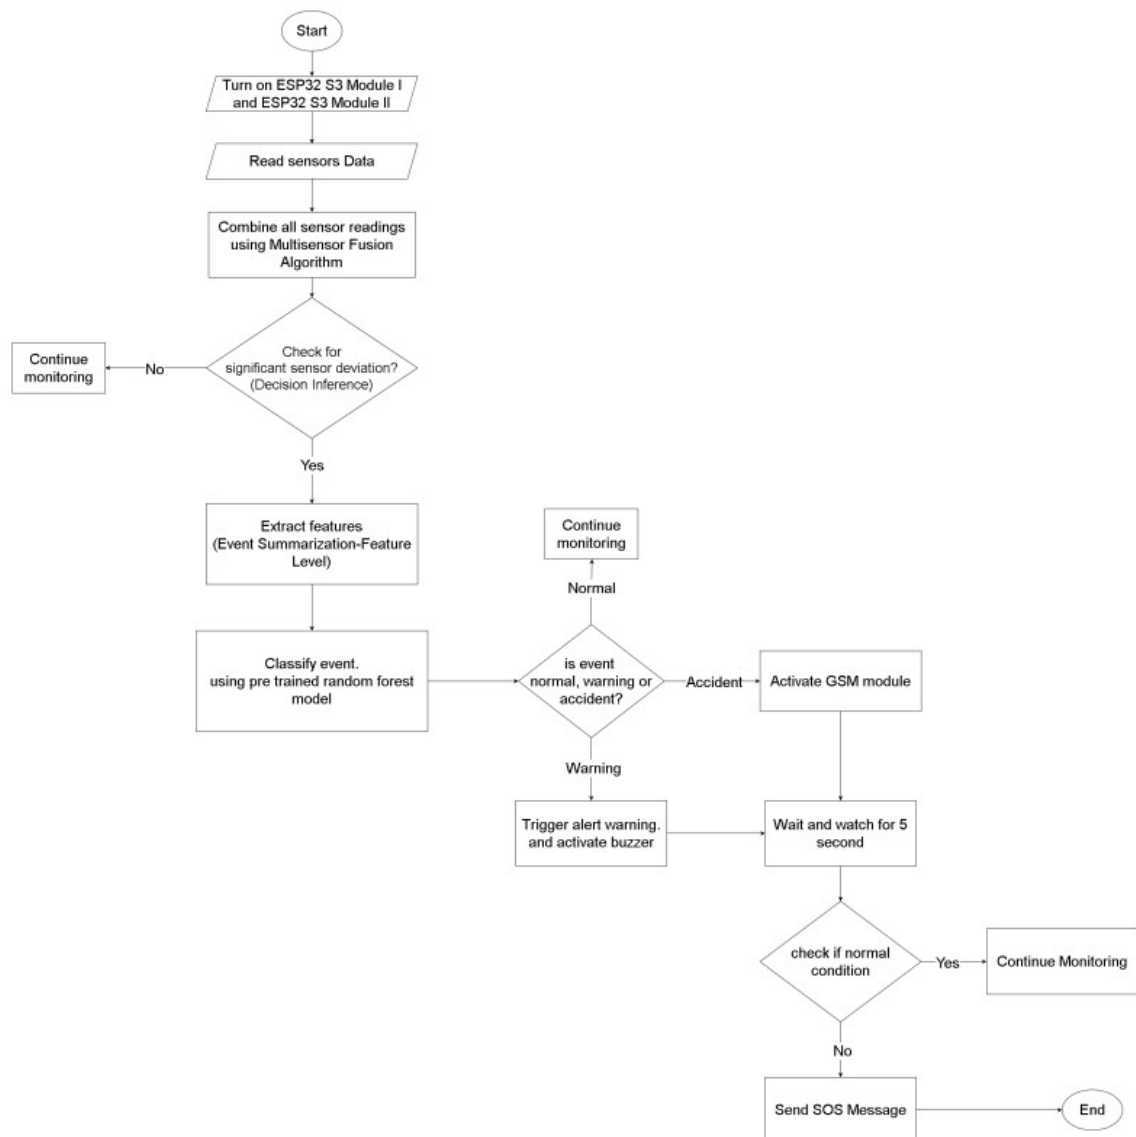 Start
Turn on ESP32 S3 Module I
and ESP32 S3 Module II
Read sensors Data
Combine all sensor readings
using Multisensor Fusion
Algorithm
Check for
significant sensor deviation?
(Decision Inference)
No
Continue
monitoring
Yes
Extract features
(Event Summarization-Feature
Level)
Classify event.
using pre trained random forest
model
is event
normal, warning or
accident?
Normal
Continue
monitoring
Accident
Activate GSM module
Warning
Trigger alert warning.
and activate buzzer
Wait and watch for 5
second
check if normal
condition
Yes
Continue Monitoring
No
Send SOS Message
End